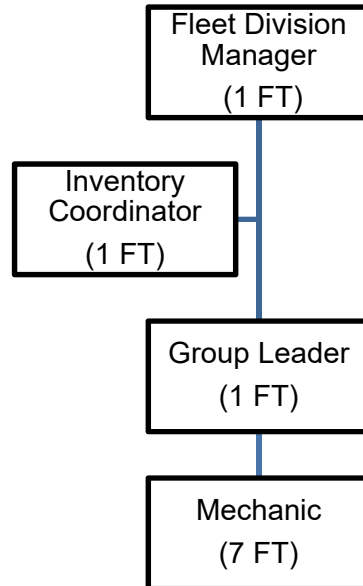 Fleet Division
Manager
(1 FT)
Inventory
Coordinator
(1 FT)
Group Leader
(1 FT)
Mechanic
(7 FT)